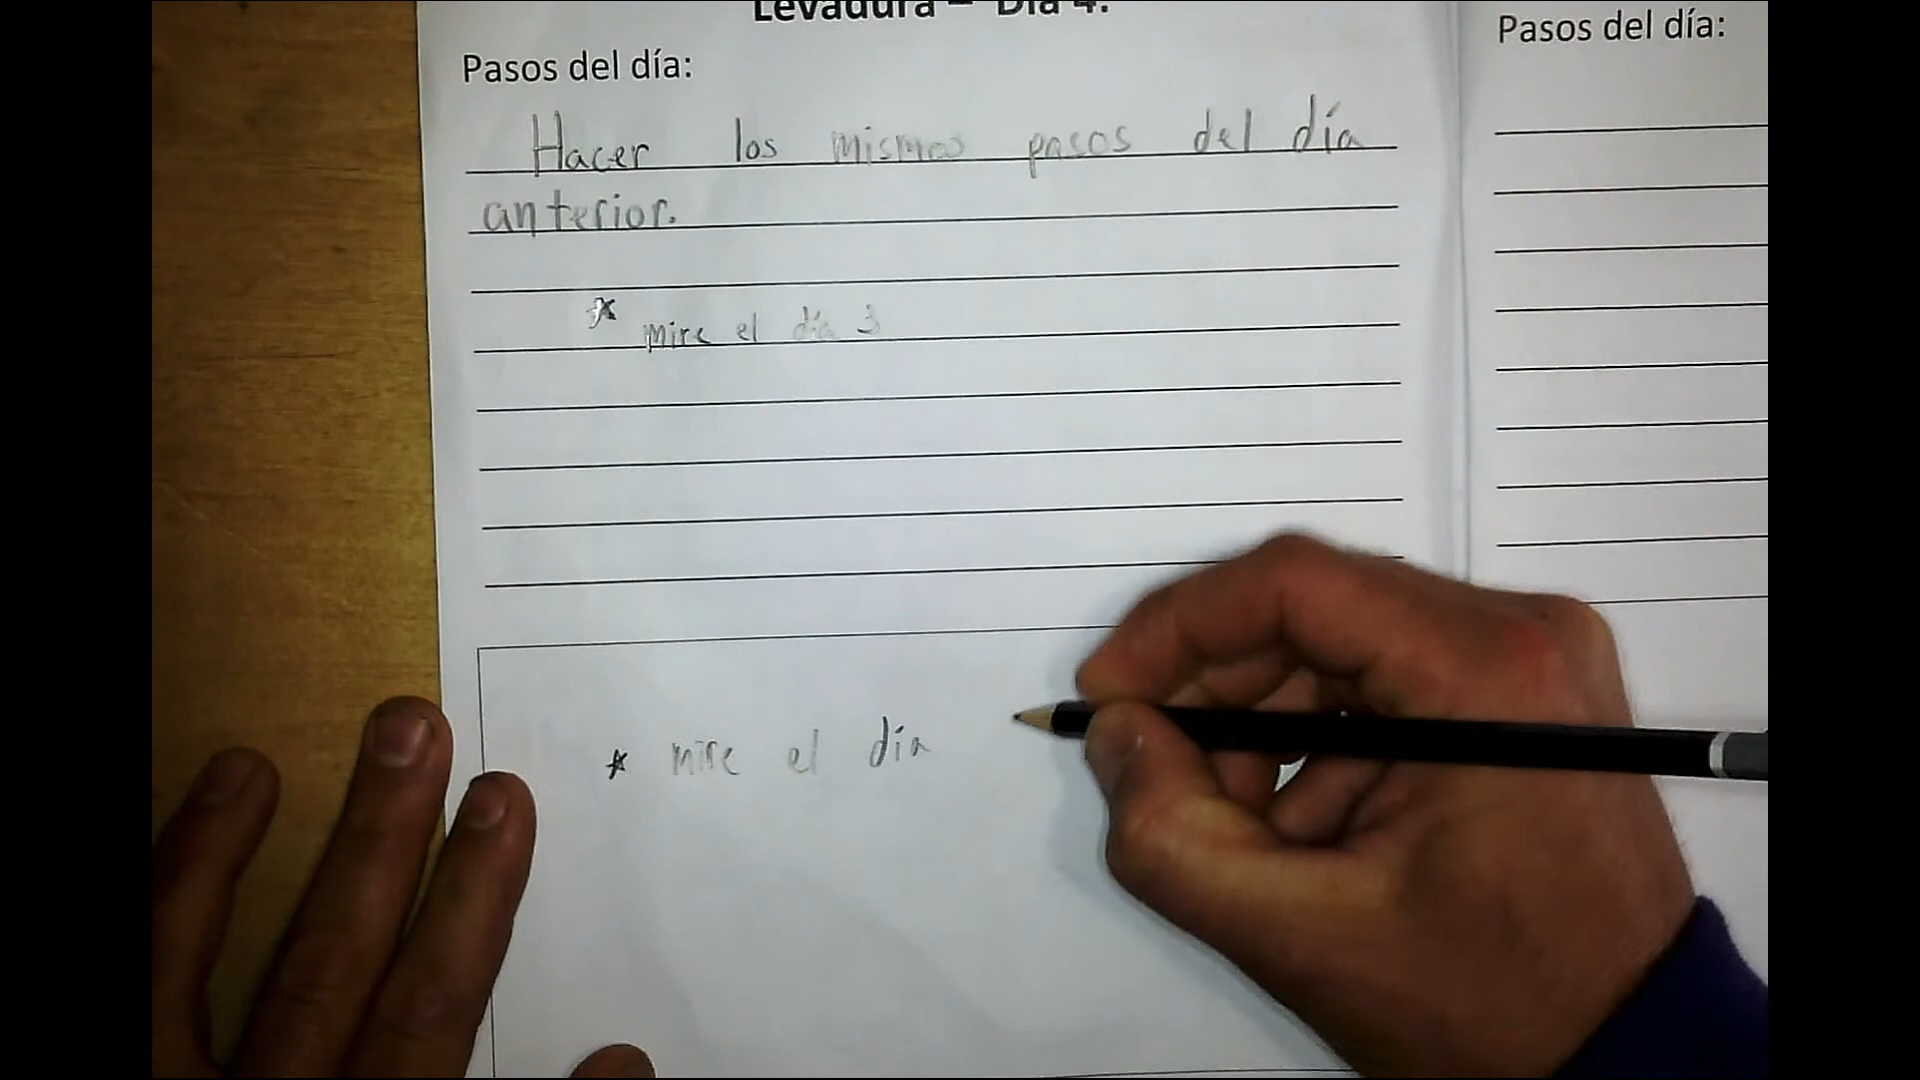 Levadura – Día 4:
Pasos del día:
Hacer los mismos pasos del día
anterior.
* mire el día 3
* mire el día
Pasos del día: